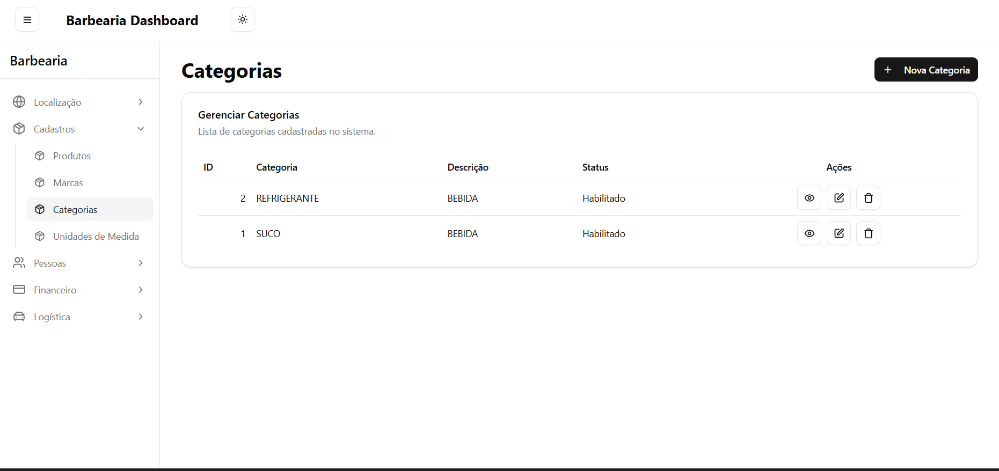 Barbearia Dashboard
Barbearia
Localização
Cadastros
Produtos
Marcas
Categorias
Unidades de Medida
Pessoas
Financeiro
Logística
Categorias
Nova Categoria
Gerenciar Categorias
Lista de categorias cadastradas no sistema.
ID Categoria Descrição Status Ações
2 REFRIGERANTE BEBIDA Habilitado
1 SUCO BEBIDA Habilitado